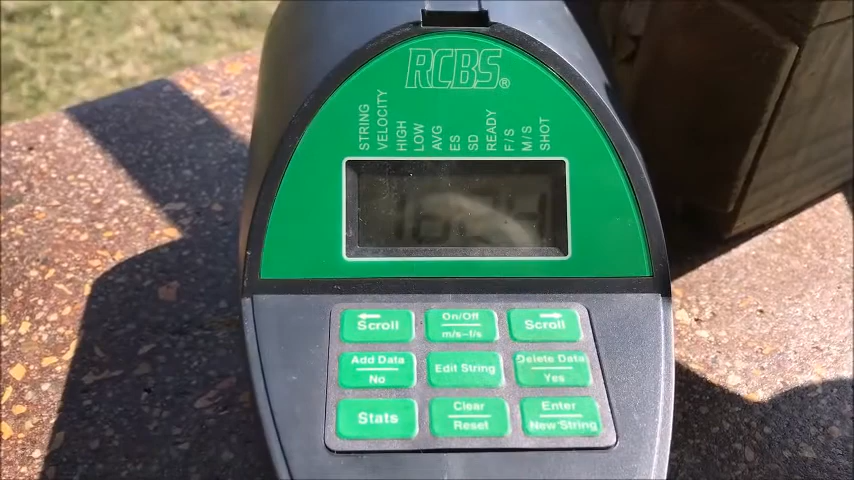 RCBS®
STRING VELOCITY HIGH LOW AVG ES SD READY F/S M/S SHOT
← Scroll
On/Off
m/s-f/s
→ Scroll
Add Data
No
Edit String
Delete Data
Yes
Stats
Clear
Reset
Enter
New String